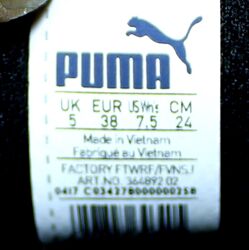 PUMA
UK EUR US Wns CM
5 38 7.5 24
Made in Vietnam
Fabriqué au Vietnam
FACTORY FTWRF/FVNSJ
ART.NO. 364892 02
0417 C034278000000258